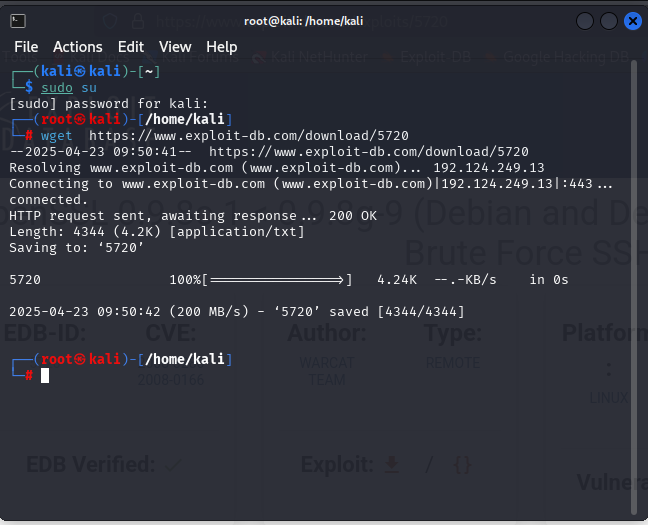 root@kali: /home/kali
File Actions Edit View Help
┌──(kali㉿kali)-[~]
└─$ sudo su
[sudo] password for kali:
┌──(root㉿kali)-[/home/kali]
└─# wget  https://www.exploit-db.com/download/5720
--2025-04-23 09:50:41--  https://www.exploit-db.com/download/5720
Resolving www.exploit-db.com (www.exploit-db.com)... 192.124.249.13
Connecting to www.exploit-db.com (www.exploit-db.com)|192.124.249.13|:443...
connected.
HTTP request sent, awaiting response... 200 OK
Length: 4344 (4.2K) [application/txt]
Saving to: ‘5720’
5720 100%[===================>] 4.24K --.-KB/s in 0s
2025-04-23 09:50:42 (200 MB/s) - ‘5720’ saved [4344/4344]
┌──(root㉿kali)-[/home/kali]
└─#
(Debian and De
Brute Force SSH
EDB-ID: CVE: Author: Type: Platform
:
2008-0166 WARCAT TEAM REMOTE
LINUX
EDB Verified: Exploit: / {}
Vulnera